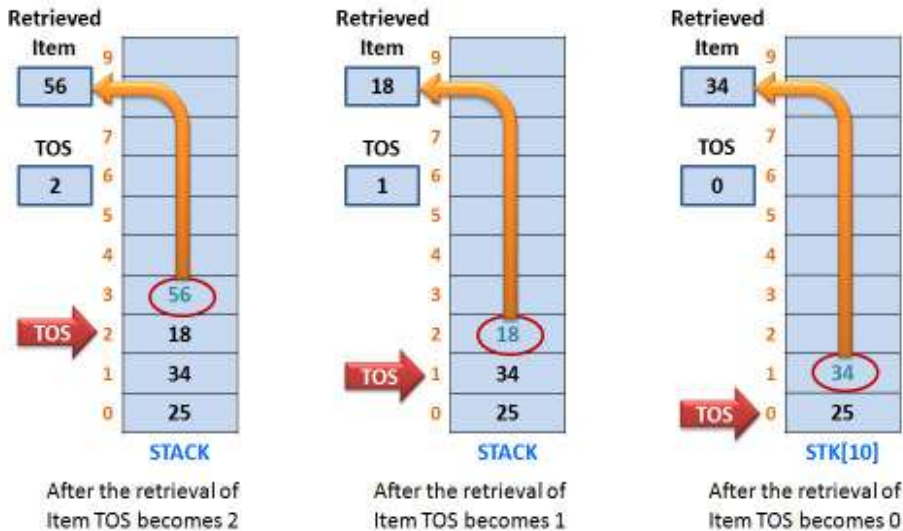 Retrieved
Item
56
TOS
2
9
7
6
5
4
3
2
1
0
56
18
34
25
TOS
STACK
After the retrieval of
Item TOS becomes 2
Retrieved
Item
18
TOS
1
9
7
6
5
4
3
2
1
0
18
34
25
TOS
STACK
After the retrieval of
Item TOS becomes 1
Retrieved
Item
34
TOS
0
9
7
6
5
4
3
2
1
0
34
25
TOS
STK[10]
After the retrieval of
Item TOS becomes 0